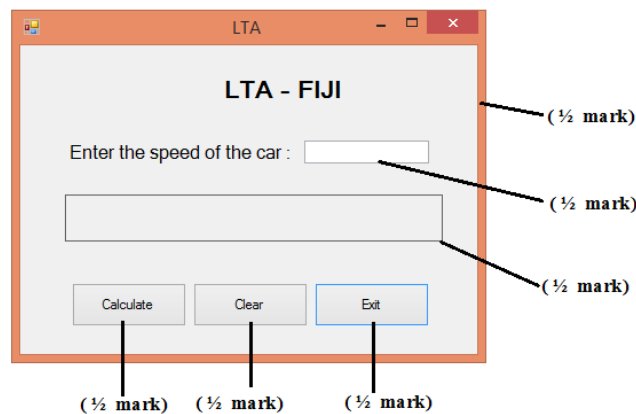 LTA
LTA - FIJI
(½ mark)
Enter the speed of the car :
(½ mark)
(½ mark)
Calculate Clear Exit
(½ mark) (½ mark) (½ mark)